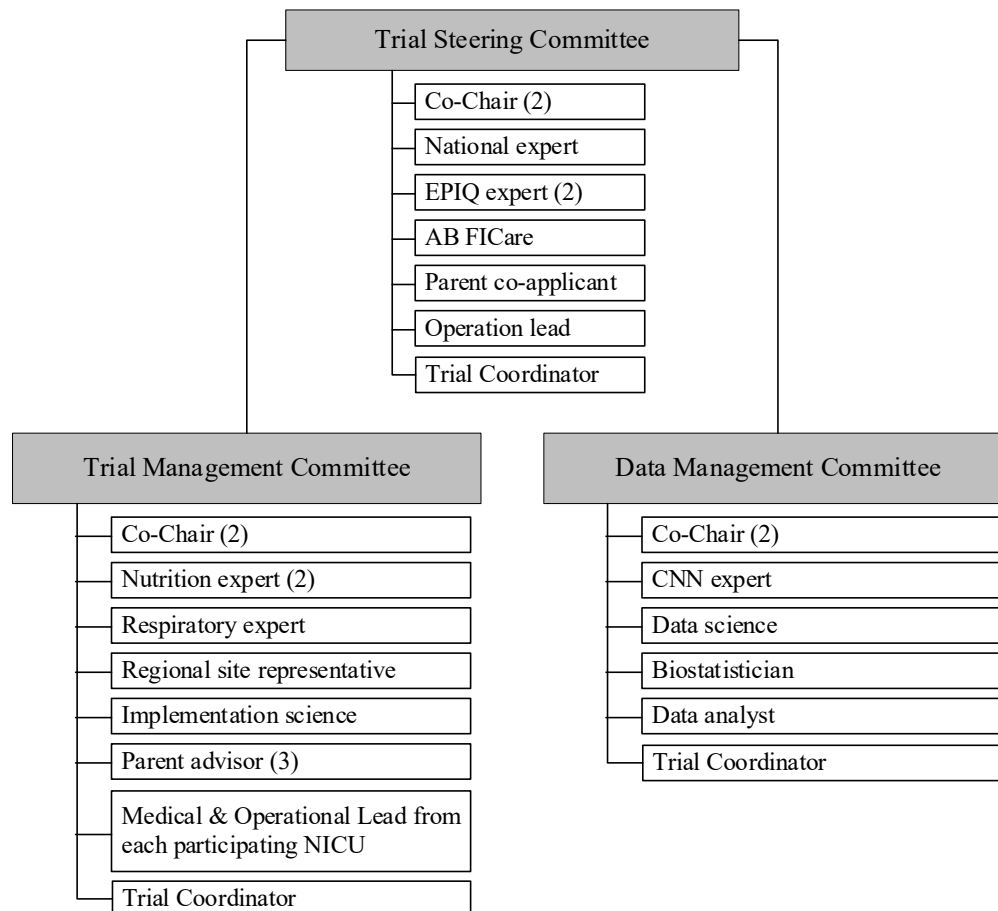 Trial Steering Committee
Co-Chair (2)
National expert
EPIQ expert (2)
AB FICare
Parent co-applicant
Operation lead
Trial Coordinator
Trial Management Committee
Co-Chair (2)
Nutrition expert (2)
Respiratory expert
Regional site representative
Implementation science
Parent advisor (3)
Medical & Operational Lead from
each participating NICU
Trial Coordinator
Data Management Committee
Co-Chair (2)
CNN expert
Data science
Biostatistician
Data analyst
Trial Coordinator